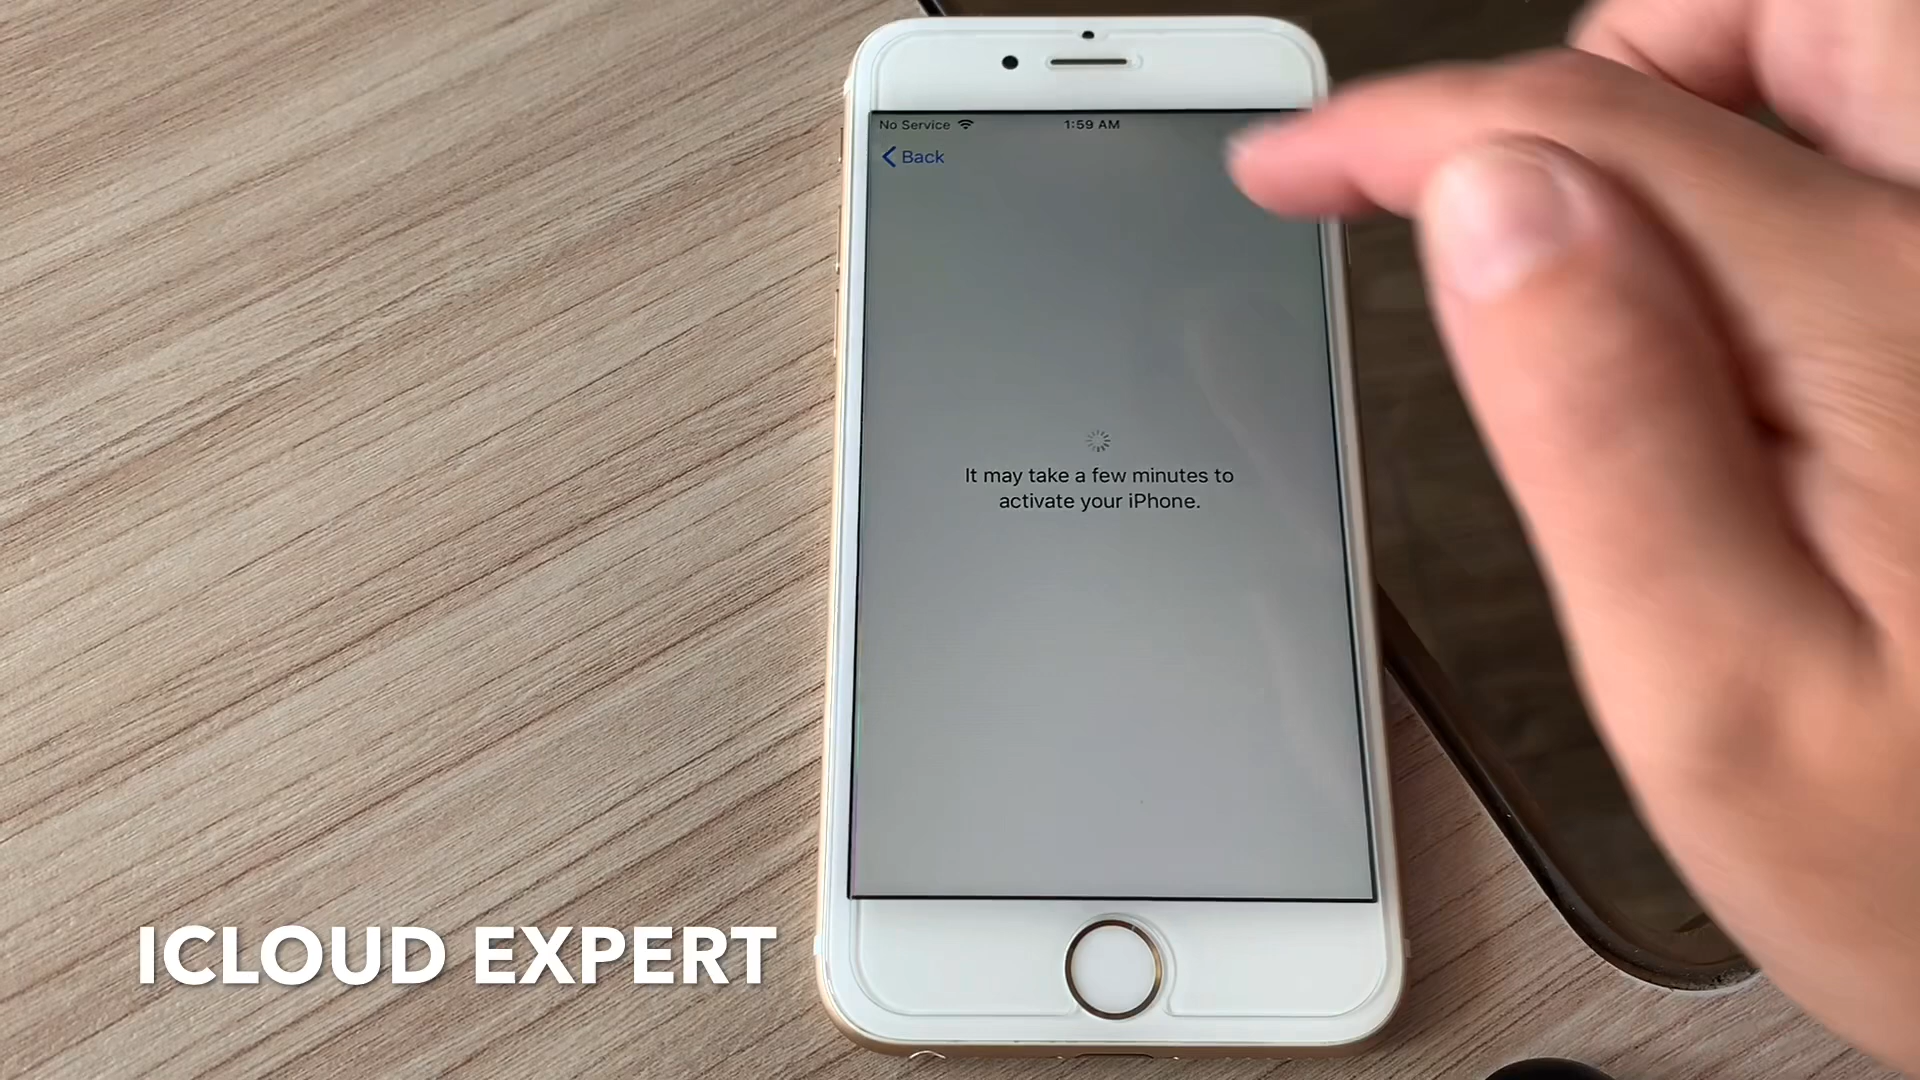 No Service
1:59 AM
Back
It may take a few minutes to
activate your iPhone.
ICLOUD EXPERT